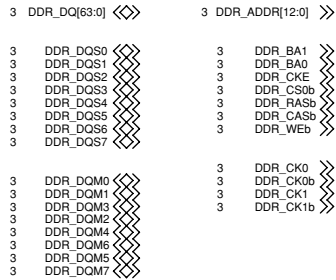 3 DDR_DQ[63:0]
3 DDR_DQS0
3 DDR_DQS1
3 DDR_DQS2
3 DDR_DQS3
3 DDR_DQS4
3 DDR_DQS5
3 DDR_DQS6
3 DDR_DQS7
3 DDR_DQM0
3 DDR_DQM1
3 DDR_DQM3
3 DDR_DQM2
3 DDR_DQM4
3 DDR_DQM6
3 DDR_DQM5
3 DDR_DQM7
3 DDR_ADDR[12:0]
3 DDR_BA1
3 DDR_BA0
3 DDR_CKE
3 DDR_CS0b
3 DDR_RASb
3 DDR_CASb
3 DDR_WEb
3 DDR_CK0
3 DDR_CK0b
3 DDR_CK1
3 DDR_CK1b